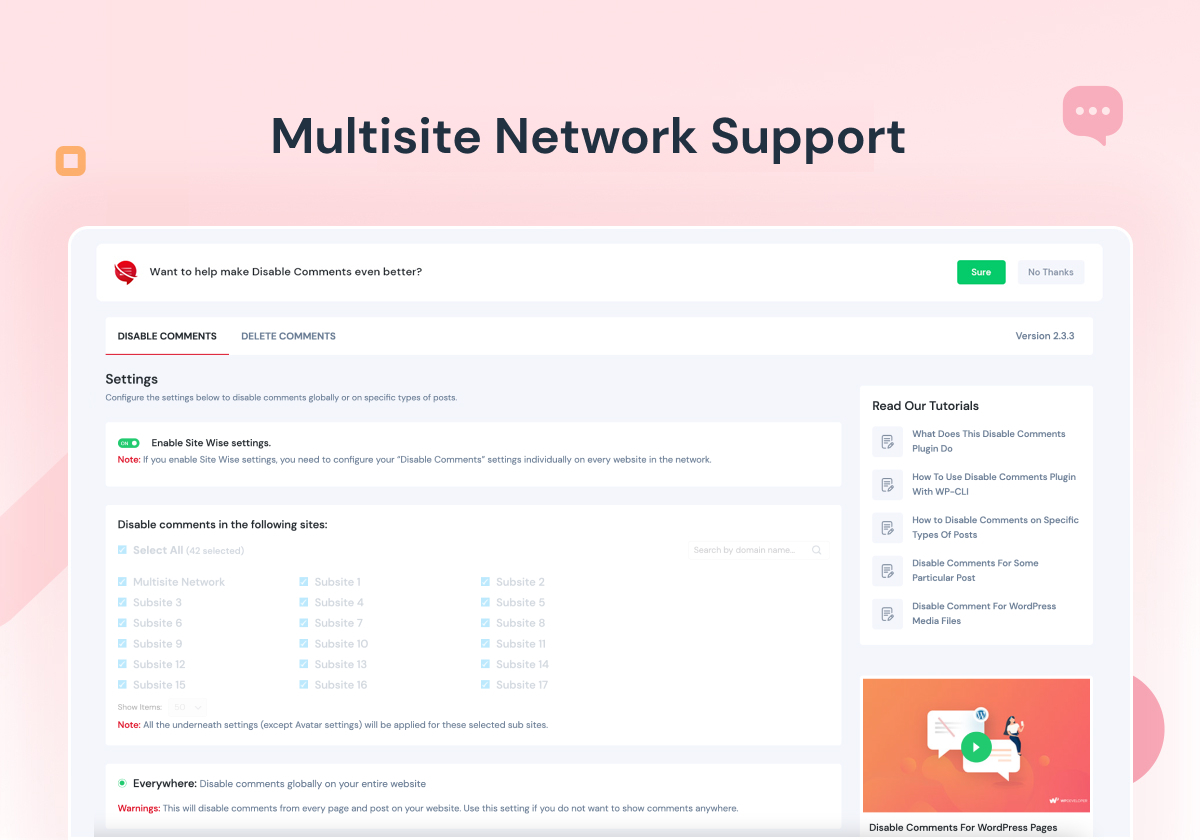 Multisite Network Support
Want to help make Disable Comments even better?
Sure
No Thanks
DISABLE COMMENTS
DELETE COMMENTS
Version 2.3.3
Settings
Configure the settings below to disable comments globally or on specific types of posts.
ON
Enable Site Wise settings.
Note: If you enable Site Wise settings, you need to configure your "Disable Comments" settings individually on every website in the network.
Disable comments in the following sites:
Select All (42 selected)
Search by domain name...
Multisite Network
Subsite 1
Subsite 2
Subsite 3
Subsite 4
Subsite 5
Subsite 6
Subsite 7
Subsite 8
Subsite 9
Subsite 10
Subsite 11
Subsite 12
Subsite 13
Subsite 14
Subsite 15
Subsite 16
Subsite 17
Show Items:
50
Note: All the underneath settings (except Avatar settings) will be applied for these selected sub sites.
Everywhere: Disable comments globally on your entire website
Warnings: This will disable comments from every page and post on your website. Use this setting if you do not want to show comments anywhere.
Read Our Tutorials
What Does This Disable Comments
Plugin Do
How To Use Disable Comments Plugin
With WP-CLI
How to Disable Comments on Specific
Types Of Posts
Disable Comments For Some
Particular Post
Disable Comment For WordPress
Media Files
WPDEVELOPER
Disable Comments For WordPress Pages